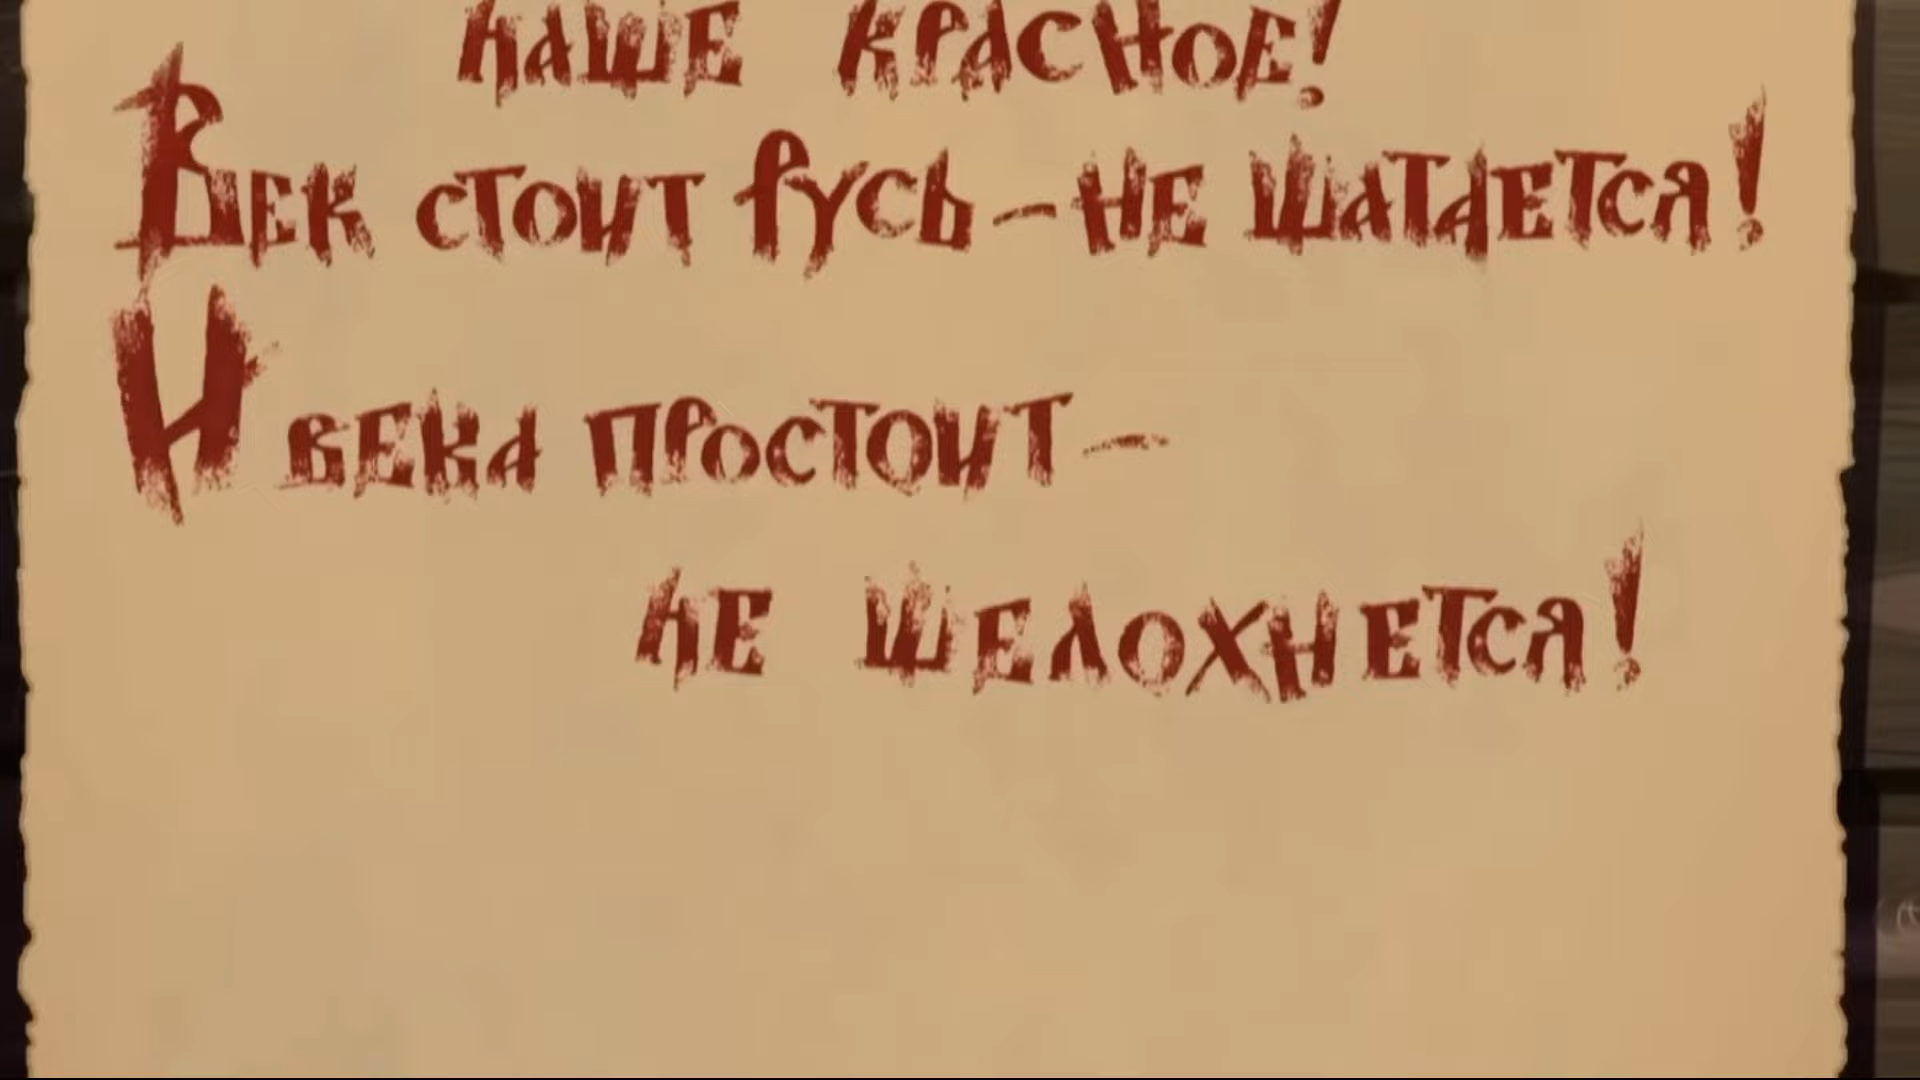 наше красное!
Век стоит Русь – не шатается!
И века простоит –
не шелохнется!